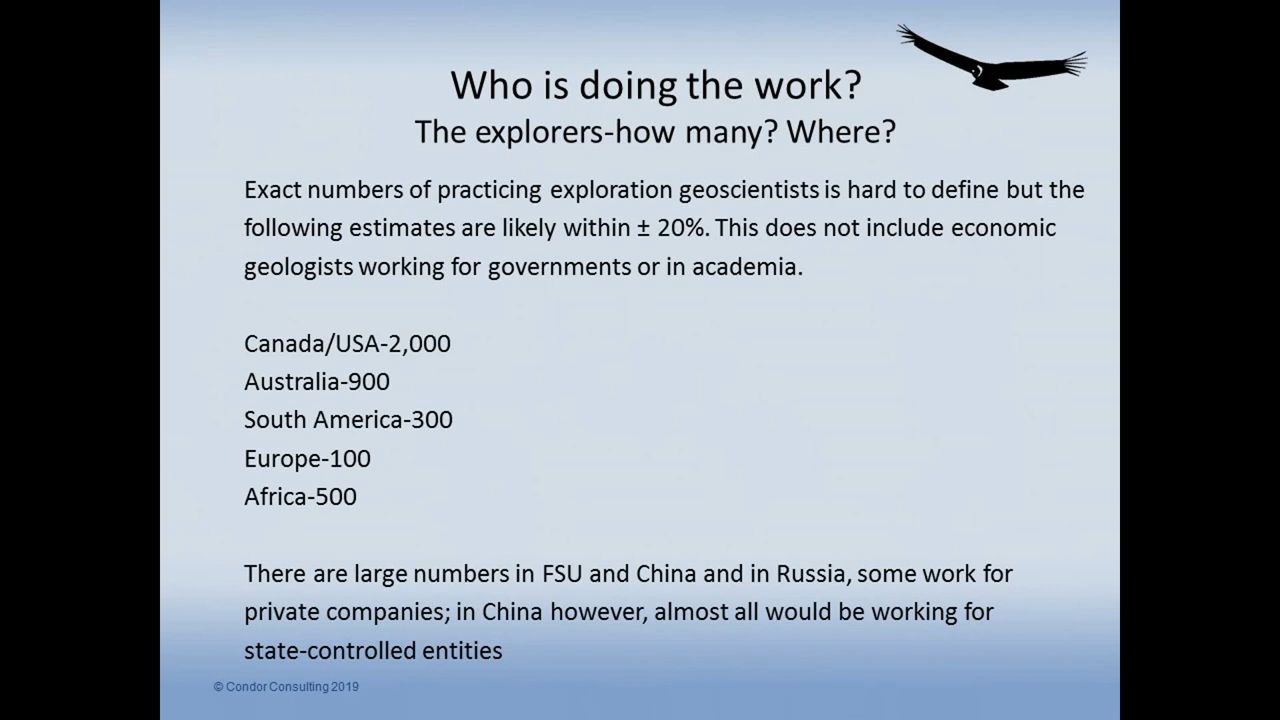 Who is doing the work?
The explorers-how many? Where?
Exact numbers of practicing exploration geoscientists is hard to define but the
following estimates are likely within ± 20%. This does not include economic
geologists working for governments or in academia.
Canada/USA-2,000
Australia-900
South America-300
Europe-100
Africa-500
There are large numbers in FSU and China and in Russia, some work for
private companies; in China however, almost all would be working for
state-controlled entities
© Condor Consulting 2019